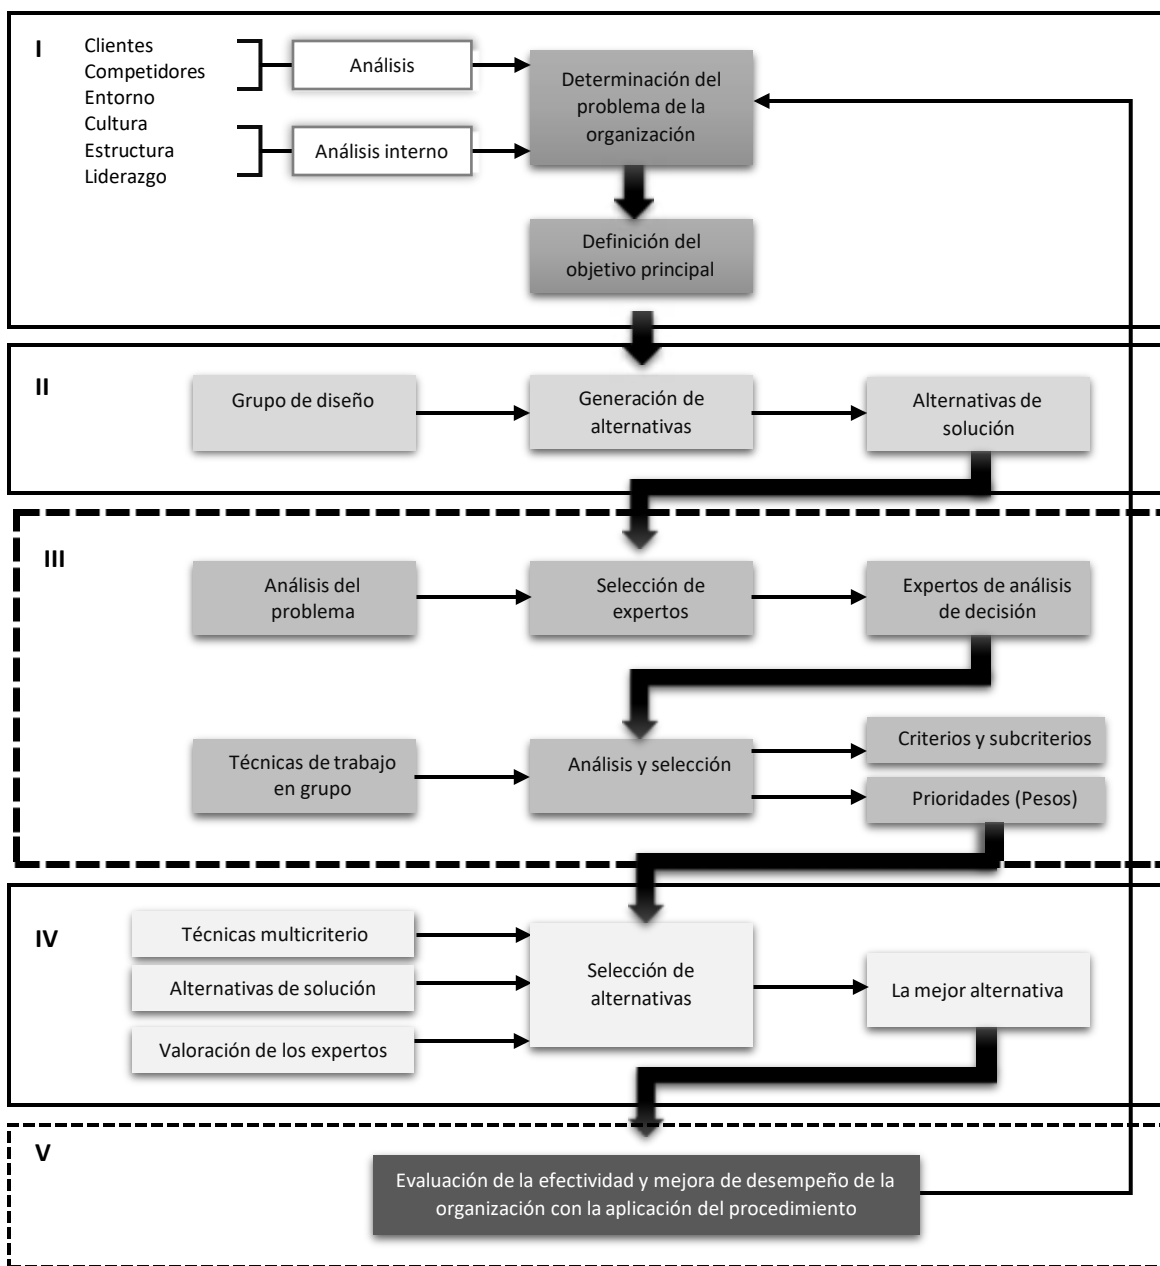 I
Clientes
Competidores
Entorno
Cultura
Estructura
Liderazgo
Análisis
Análisis interno
Determinación del
problema de la
organización
Definición del
objetivo principal
II
Grupo de diseño
Generación de
alternativas
Alternativas de
solución
III
Análisis del
problema
Selección de
expertos
Expertos de análisis
de decisión
Técnicas de trabajo
en grupo
Análisis y selección
Criterios y subcriterios
Prioridades (Pesos)
IV
Técnicas multicriterio
Alternativas de solución
Valoración de los expertos
Selección de
alternativas
La mejor alternativa
V
Evaluación de la efectividad y mejora de desempeño de la
organización con la aplicación del procedimiento